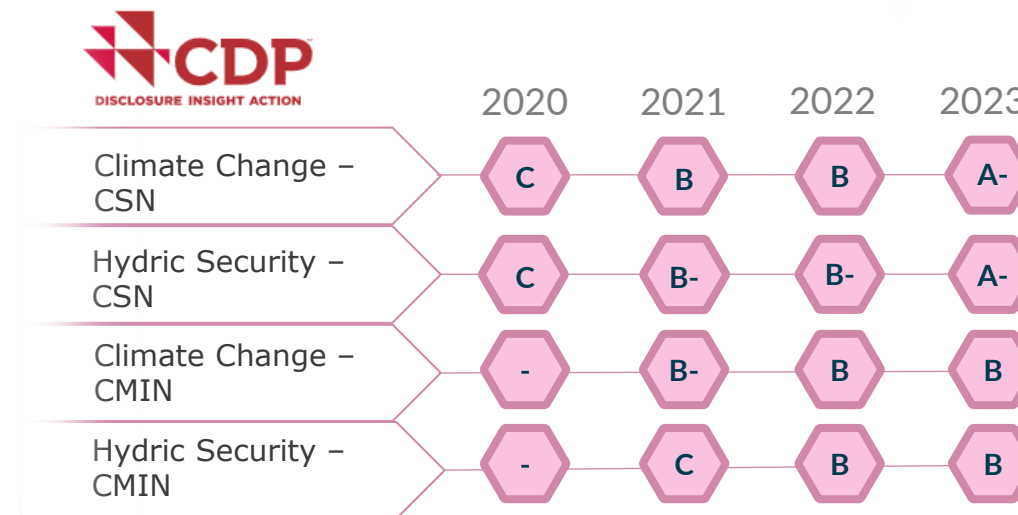 CDP
DISCLOSURE INSIGHT ACTION
2020 2021 2022 2023
Climate Change –
CSN
C B B A-
Hydric Security –
CSN
C B- B- A-
Climate Change –
CMIN
- B- B B
Hydric Security –
CMIN
- C B B